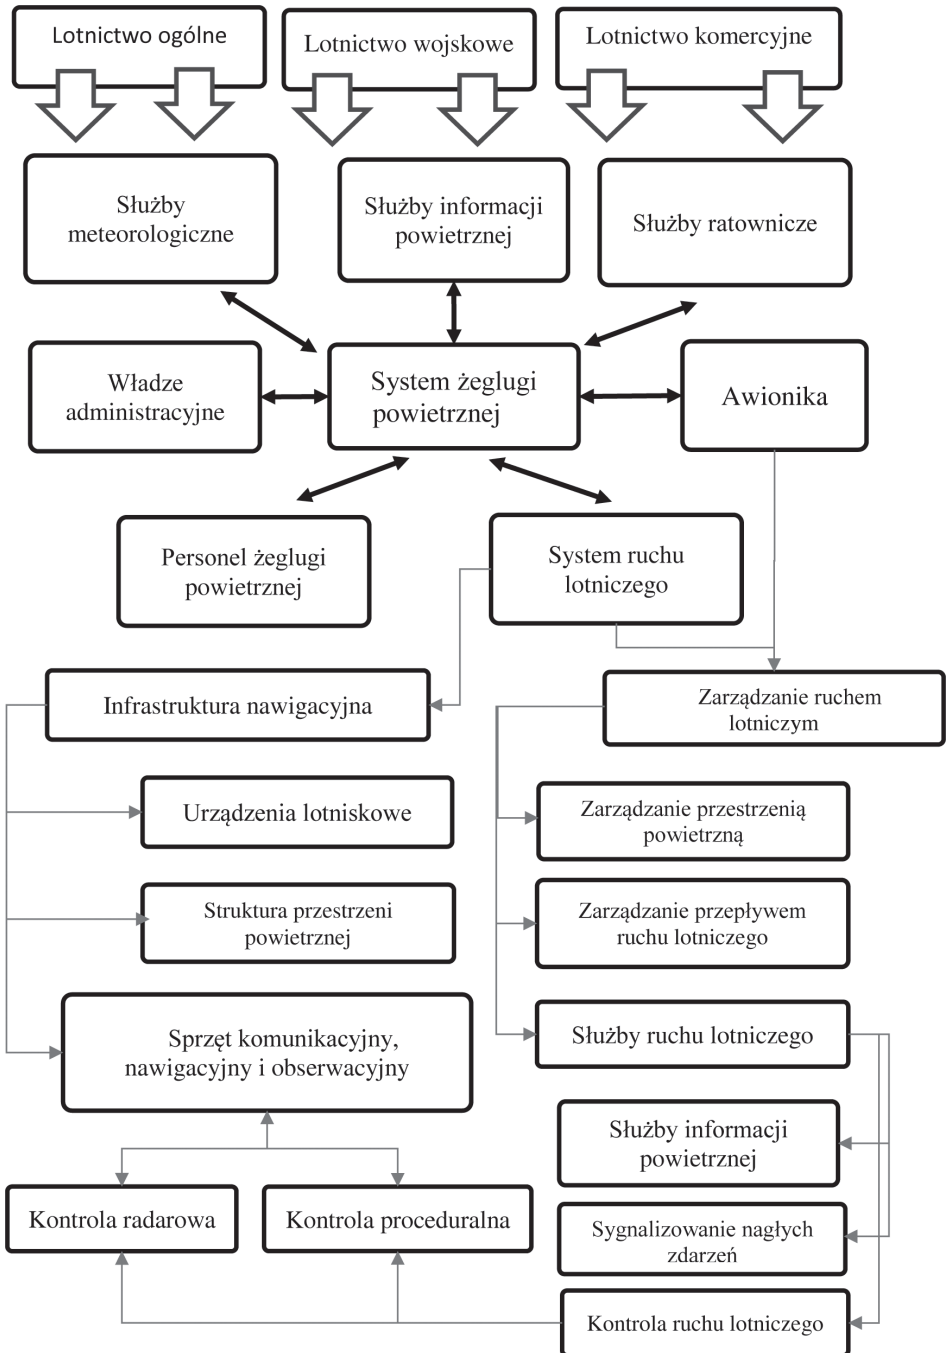 Lotnictwo ogólne
Lotnictwo wojskowe
Lotnictwo komercyjne
Służby
meteorologiczne
Służby informacji
powietrznej
Służby ratownicze
Władze
administracyjne
System żeglugi
powietrznej
Awionika
Personel żeglugi
powietrznej
System ruchu
lotniczego
Infrastruktura nawigacyjna
Zarządzanie ruchem
lotniczym
Urządzenia lotniskowe
Zarządzanie przestrzenią
powietrzną
Struktura przestrzeni
powietrznej
Zarządzanie przepływem
ruchu lotniczego
Sprzęt komunikacyjny,
nawigacyjny i obserwacyjny
Służby ruchu lotniczego
Służby informacji
powietrznej
Kontrola radarowa
Kontrola proceduralna
Sygnalizowanie nagłych
zdarzeń
Kontrola ruchu lotniczego